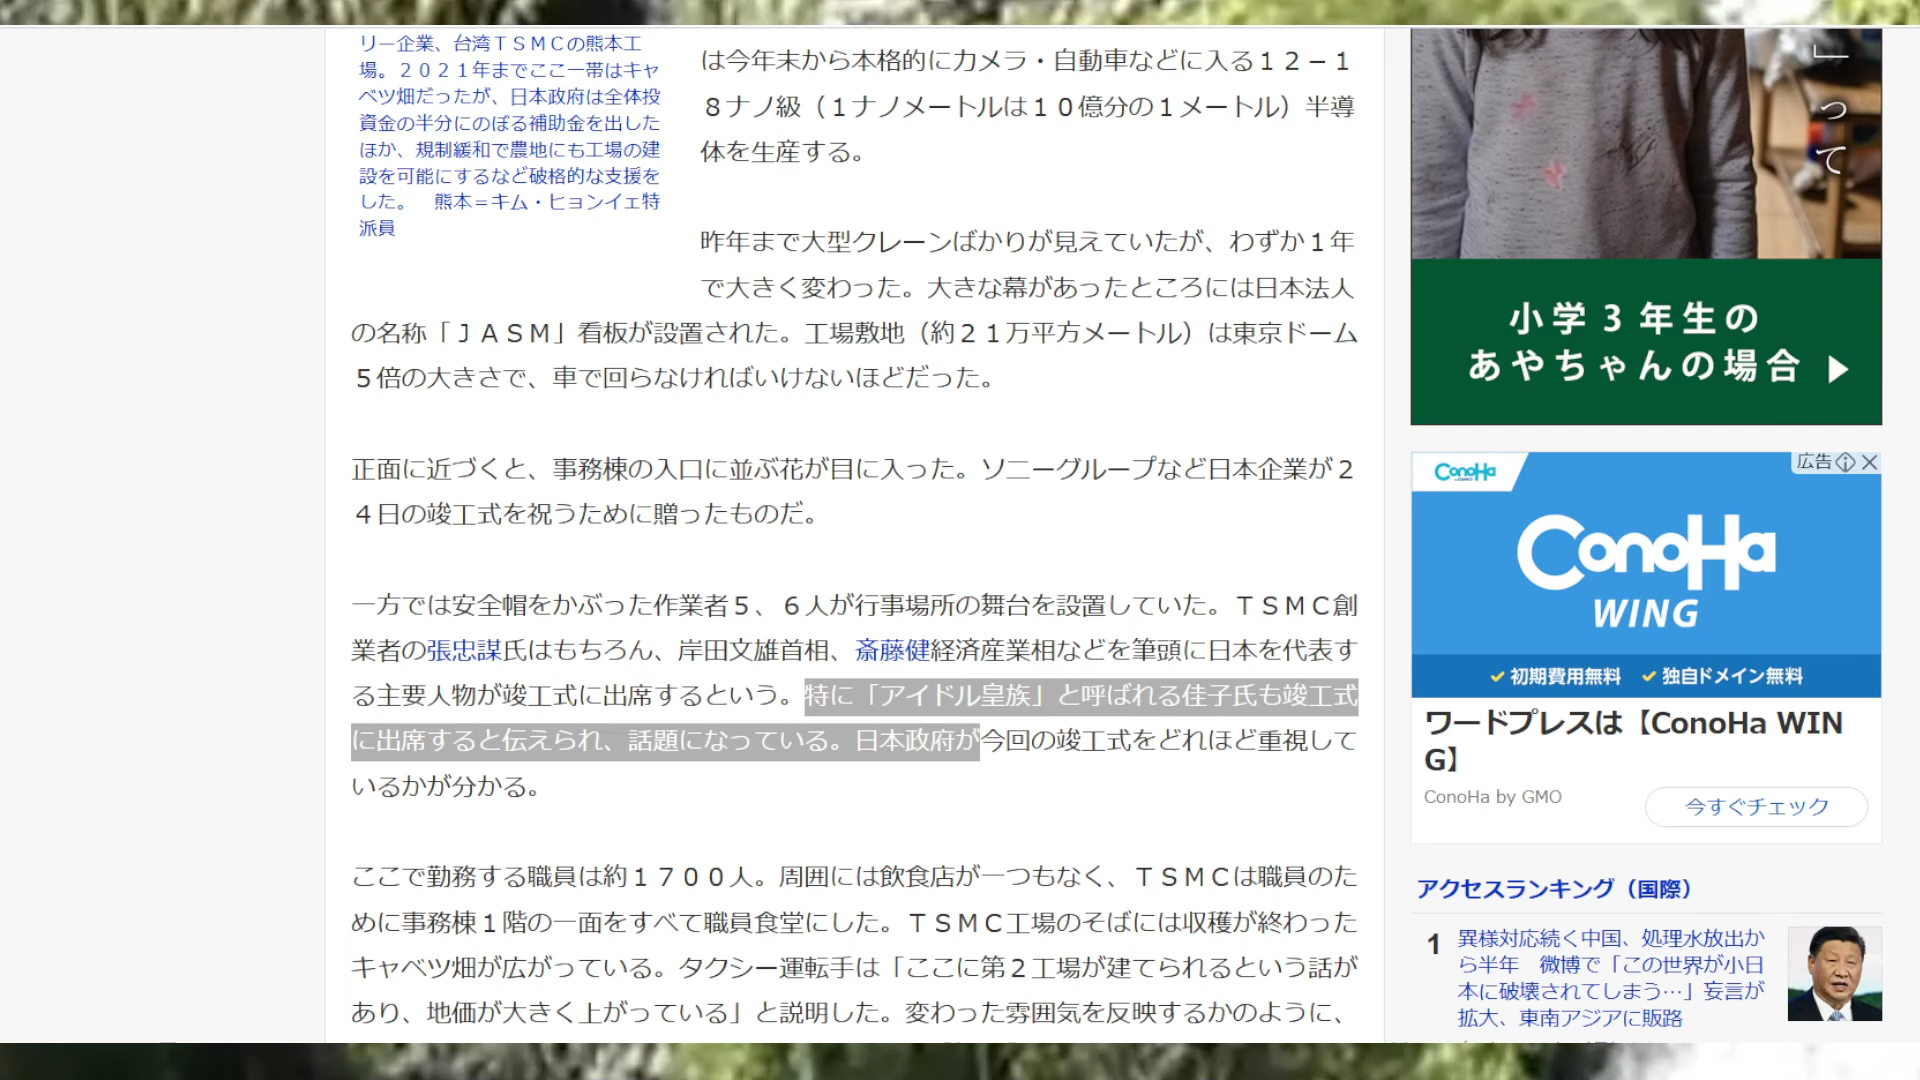 リー企業、台湾ＴＳＭＣの熊本工
場。２０２１年までここ一帯はキャ
ベツ畑だったが、日本政府は全体投
資金の半分にのぼる補助金を出した
ほか、規制緩和で農地にも工場の建
設を可能にするなど破格的な支援を
した。　熊本＝キム・ヒョンイェ特
派員
は今年末から本格的にカメラ・自動車などに入る１２－１
８ナノ級（１ナノメートルは１０億分の１メートル）半導
体を生産する。
昨年まで大型クレーンばかりが見えていたが、わずか１年
で大きく変わった。大きな幕があったところには日本法人
の名称「ＪＡＳＭ」看板が設置された。工場敷地（約２１万平方メートル）は東京ドーム
５倍の大きさで、車で回らなければいけないほどだった。
正面に近づくと、事務棟の入口に並ぶ花が目に入った。ソニーグループなど日本企業が２
４日の竣工式を祝うために贈ったものだ。
一方では安全帽をかぶった作業者５、６人が行事場所の舞台を設置していた。ＴＳＭＣ創
業者の張忠謀氏はもちろん、岸田文雄首相、斎藤健経済産業相などを筆頭に日本を代表す
る主要人物が竣工式に出席するという。特に「アイドル皇族」と呼ばれる佳子氏も竣工式
に出席すると伝えられ、話題になっている。日本政府が今回の竣工式をどれほど重視して
いるかが分かる。
ここで勤務する職員は約１７００人。周囲には飲食店が一つもなく、ＴＳＭＣは職員のた
めに事務棟１階の一面をすべて職員食堂にした。ＴＳＭＣ工場のそばには収穫が終わった
キャベツ畑が広がっている。タクシー運転手は「ここに第２工場が建てられるという話が
あり、地価が大きく上がっている」と説明した。変わった雰囲気を反映するかのように、
って
小学３年生の
あやちゃんの場合 ▶
広告
ConoHa
ConoHa
WING
初期費用無料 独自ドメイン無料
ワードプレスは【ConoHa WIN
G】
ConoHa by GMO
今すぐチェック
アクセスランキング（国際）
1
異様対応続く中国、処理水放出か
ら半年　微博で「この世界が小日
本に破壊されてしまう…」妄言が
拡大、東南アジアに販路